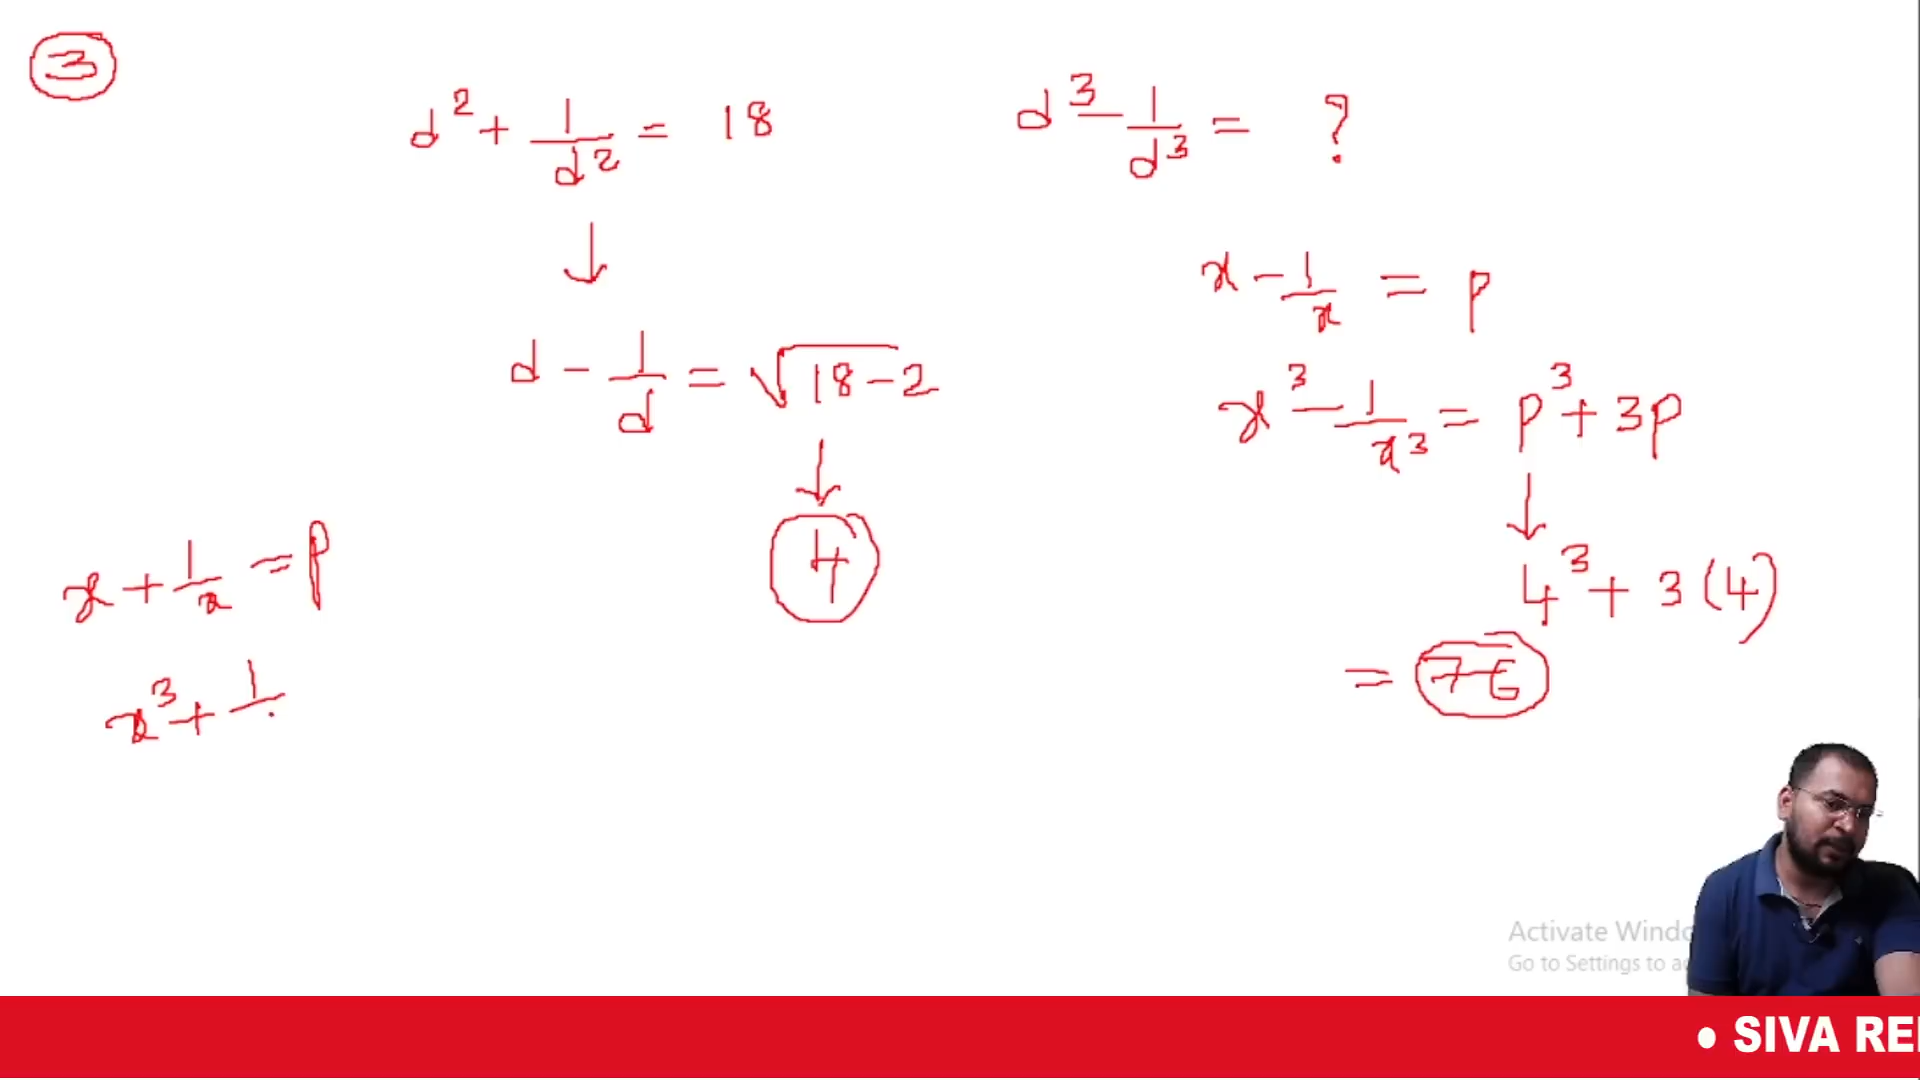 3
d² + 1/d² = 18
d³ - 1/d³ = ?
↓
d - 1/d = √18-2
↓
4
x - 1/x = p
x³ - 1/x³ = p³ + 3p
↓
4³ + 3(4)
= 76
x + 1/x = p
x³ + 1
Activate Windo
Go to Settings to a
• SIVA RE